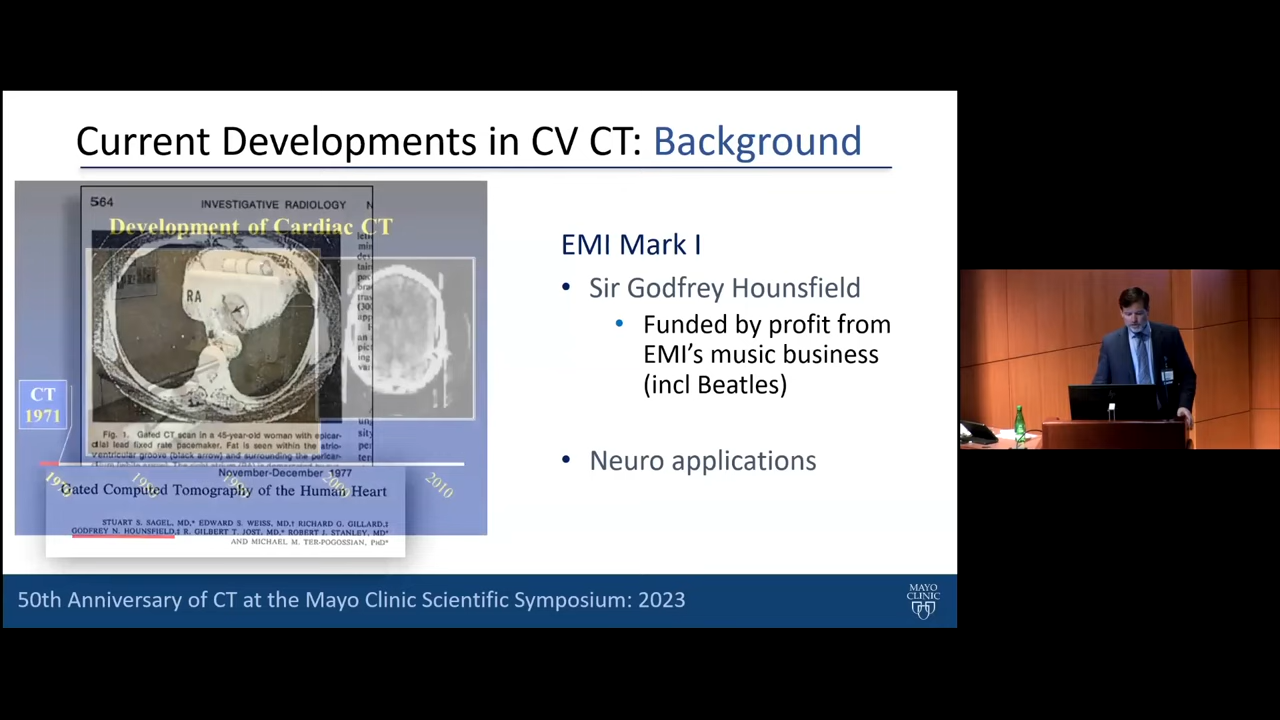 Current Developments in CV CT: Background
564
INVESTIGATIVE RADIOLOGY
Development of Cardiac CT
RA
CT
1971
Fig. 1. Gated CT scan in a 45-year-old woman with epicar-
dial lead fixed rate pacemaker. Fat is seen within the atrio-
ventricular groove (black arrow) and surrounding the pericar-
2010
November-December 1977
Gated Computed Tomography of the Human Heart
STUART S. SAGEL, MD,* EDWARD S. WEISS, MD,† RICHARD G. GILLARD,‡
GODFREY N. HOUNSFIELD,‡ R. GILBERT T. JOST, MD,* ROBERT J. STANLEY, MD*
AND MICHAEL M. TER-POGOSSIAN, PhD*
EMI Mark I
• Sir Godfrey Hounsfield
• Funded by profit from
EMI’s music business
(incl Beatles)
• Neuro applications
50th Anniversary of CT at the Mayo Clinic Scientific Symposium: 2023
MAYO
CLINIC